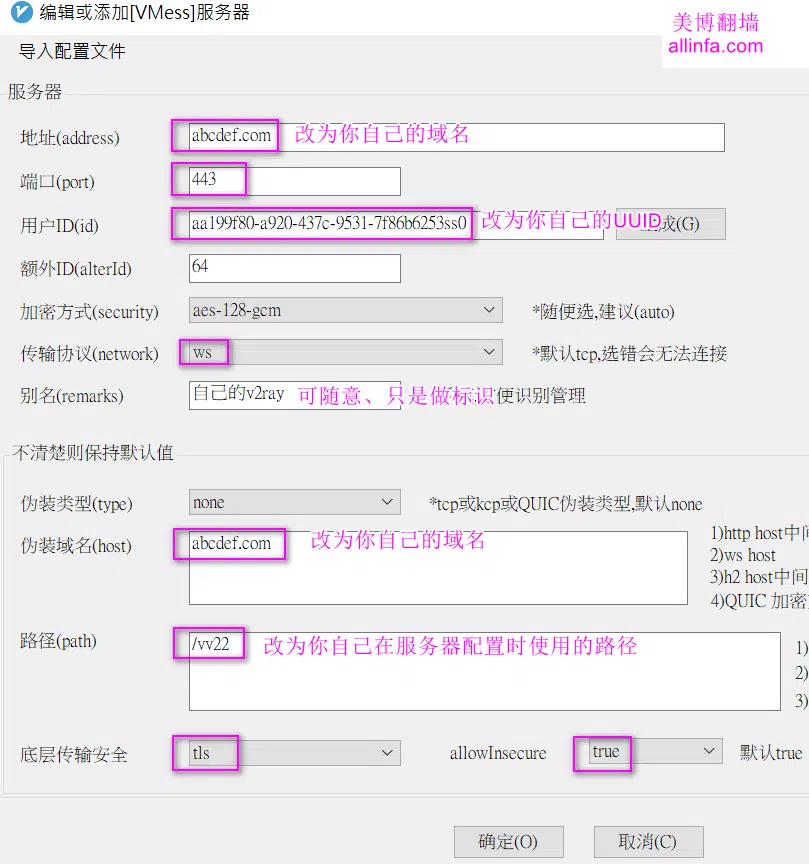 编辑或添加[VMess]服务器
美博翻墙
allinfa.com
导入配置文件
服务器
地址(address) abcdef.com 改为你自己的域名
端口(port) 443
用户ID(id) aa199f80-a920-437c-9531-7f86b6253ss0 改为你自己的UUID 成(G)
额外ID(alterId) 64
加密方式(security) aes-128-gcm *随便选,建议(auto)
传输协议(network) ws *默认tcp,选错会无法连接
别名(remarks) 自己的v2ray 可随意、只是做标识 便识别管理
不清楚则保持默认值
伪装类型(type) none *tcp或kcp或QUIC伪装类型,默认none
伪装域名(host) abcdef.com 改为你自己的域名
1)http host中间
2)ws host
3)h2 host中间
4)QUIC 加密
路径(path) /vv22 改为你自己在服务器配置时使用的路径
1)
2)
3)
底层传输安全 tls allowInsecure true 默认true
确定(O) 取消(C)